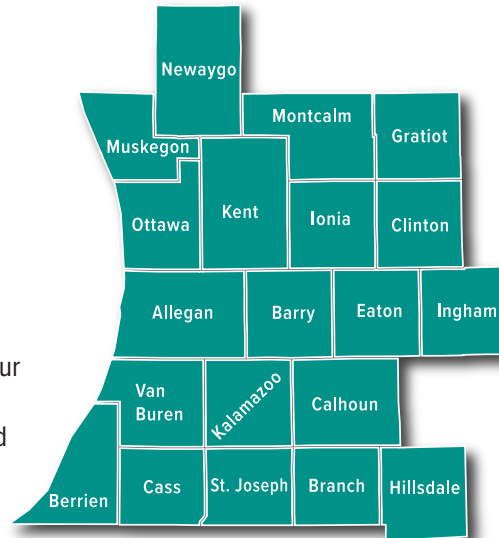 Newaygo
Montcalm
Gratiot
Muskegon
Kent
Ionia
Clinton
Ottawa
Allegan
Barry
Eaton
Ingham
ur
d
Van
Buren
Kalamazoo
Calhoun
Berrien
Cass
St. Joseph
Branch
Hillsdale